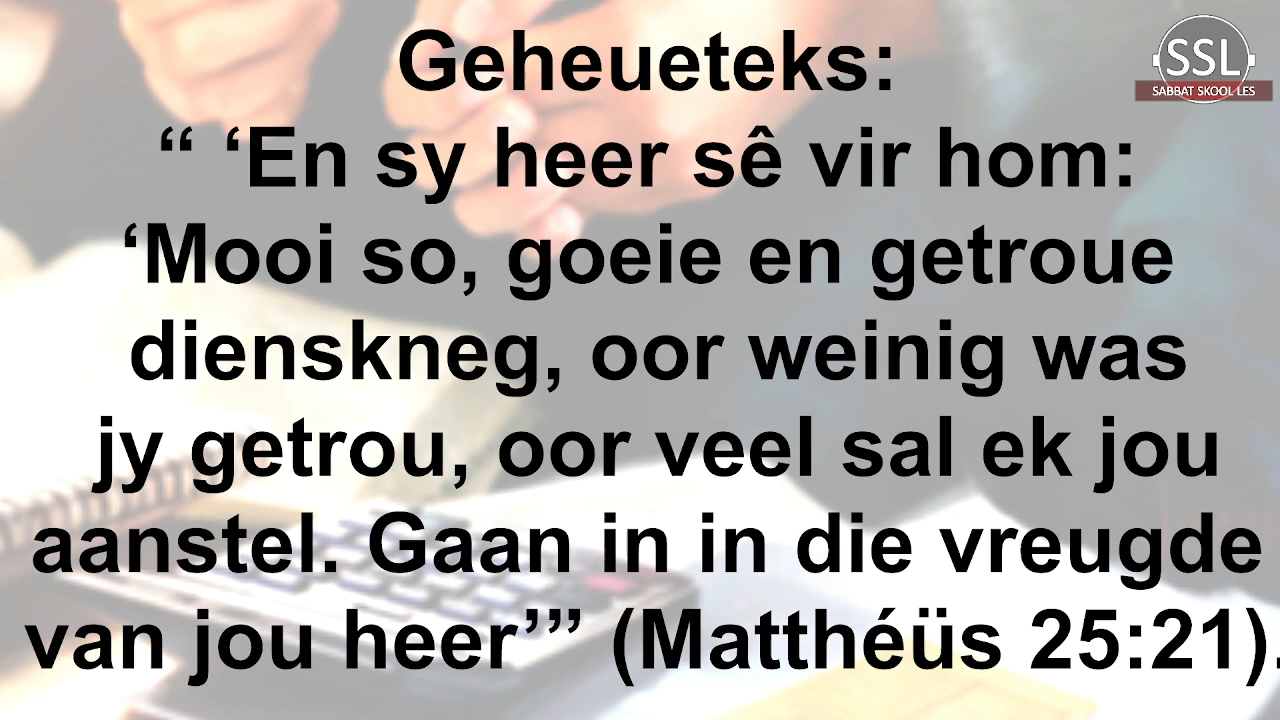 Geheueteks:
“ ‘En sy heer sê vir hom:
‘Mooi so, goeie en getroue
dienskneg, oor weinig was
jy getrou, oor veel sal ek jou
aanstel. Gaan in in die vreugde
van jou heer’” (Matthéüs 25:21).
SSL
SABBAT SKOOL LES